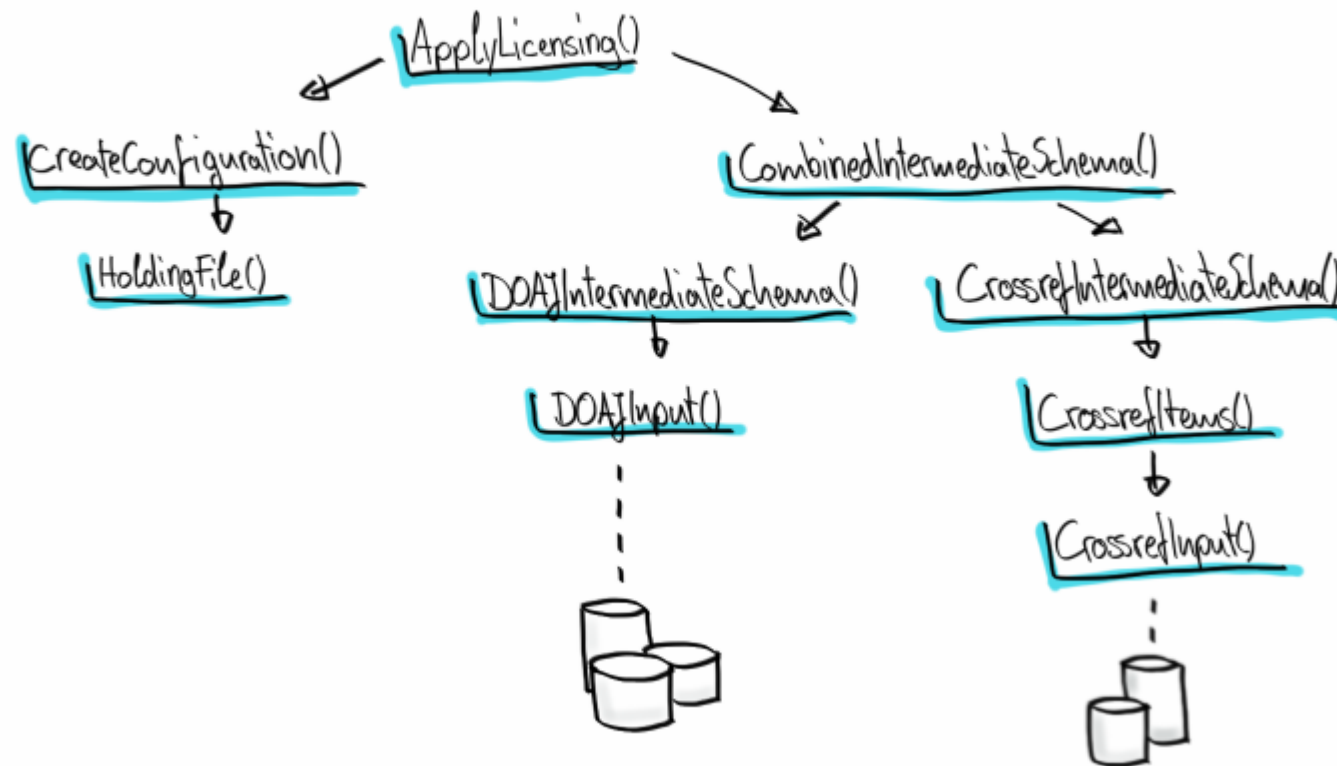 ApplyLicensing()
CreateConfiguration()
CombinedIntermediateSchema()
HoldingFile()
DOAJIntermediateSchema()
CrossrefIntermediateSchema()
DOAJInput()
CrossrefItems()
CrossrefInput()